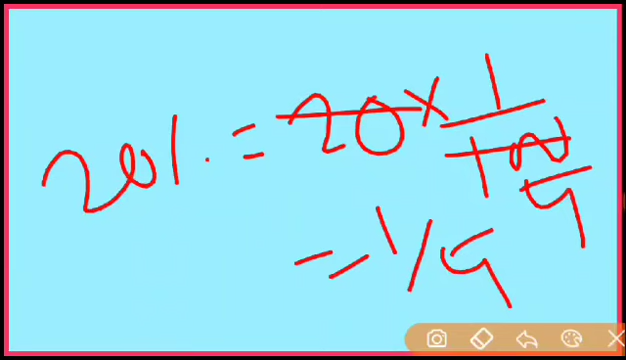 20% = 20 × 1/100 5
= 1/5